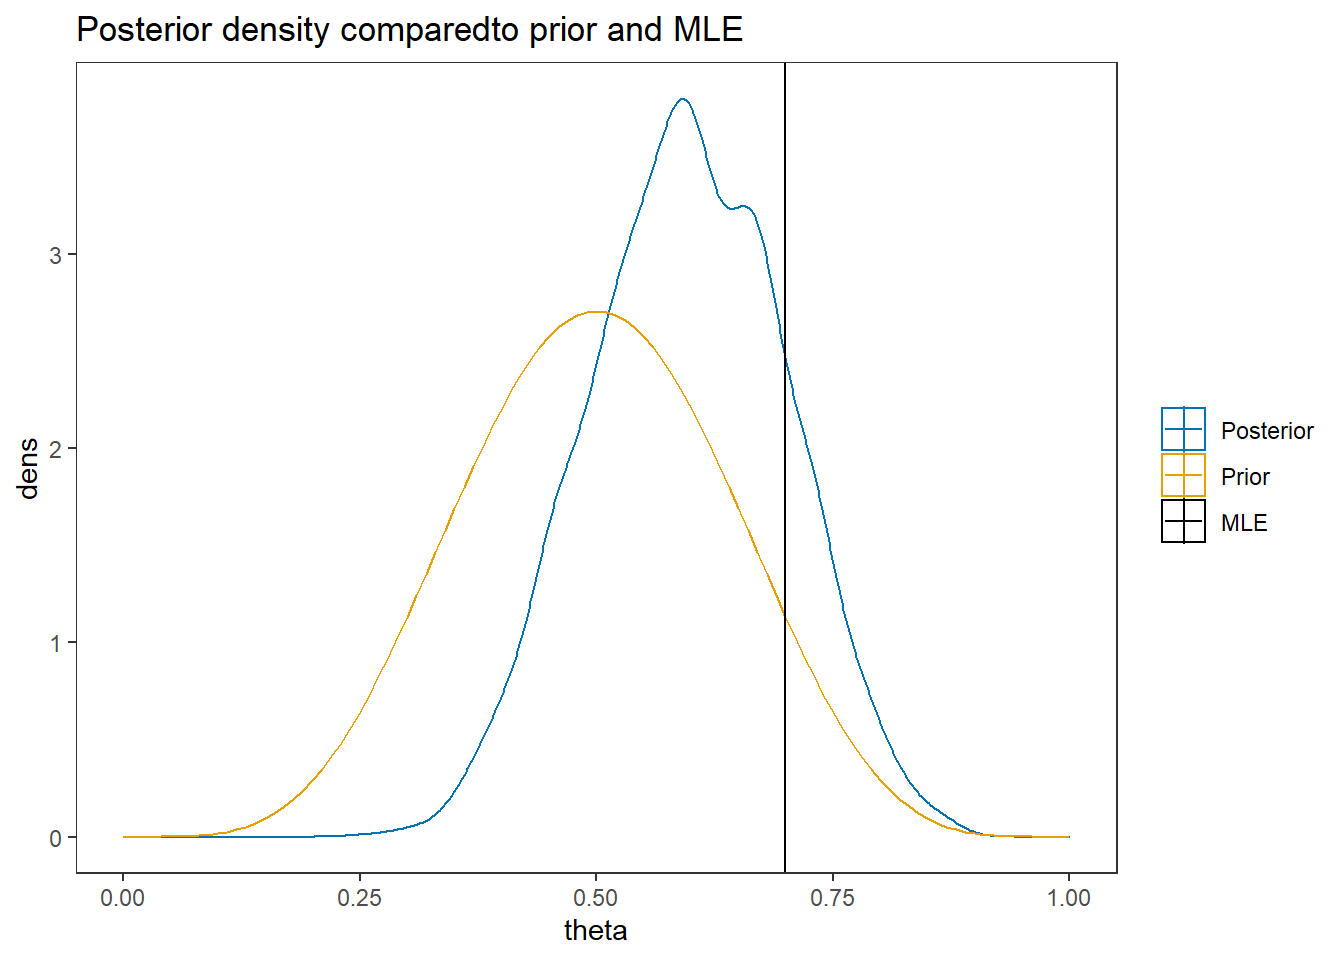 Posterior density comparedto prior and MLE
dens
3
2
1
0
0.00
0.25
0.50
0.75
1.00
theta
Posterior
Prior
MLE